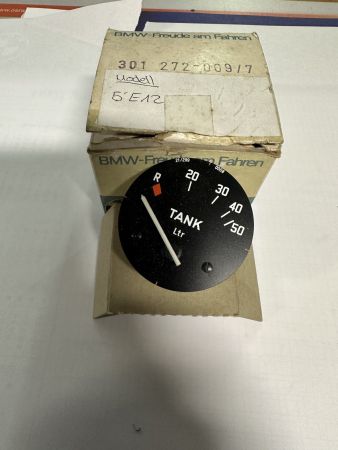 BMW-Freude am Fahren
301 272-009/7
Modell
5'E12
BMW-Freude am Fahren
R 20 30 40 50
TANK
Ltr